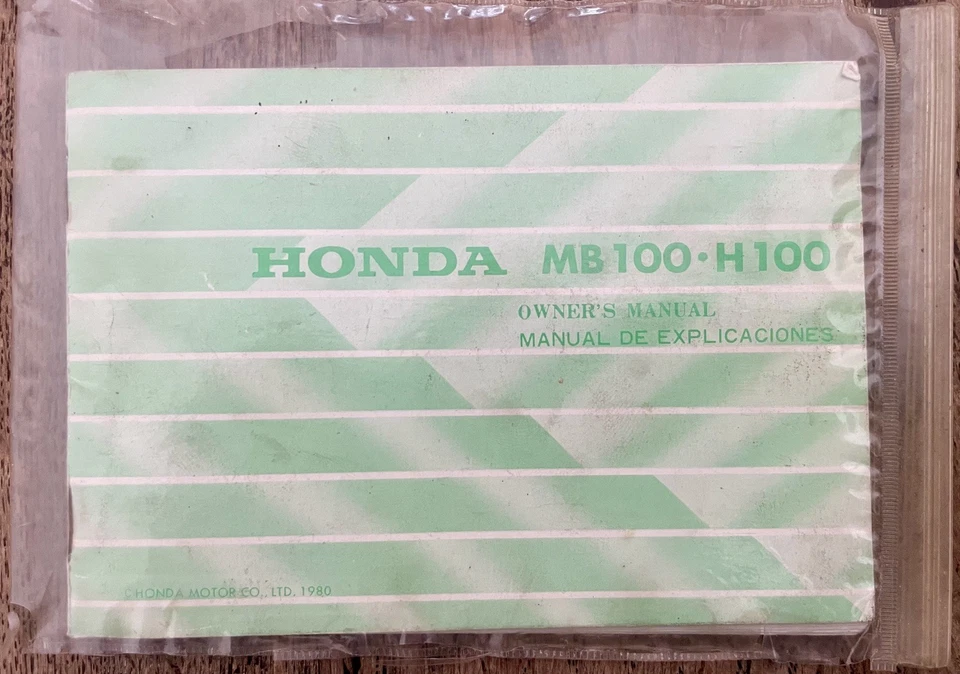 HONDA MB100·H100
OWNER'S MANUAL
MANUAL DE EXPLICACIONES
© HONDA MOTOR CO., LTD. 1980